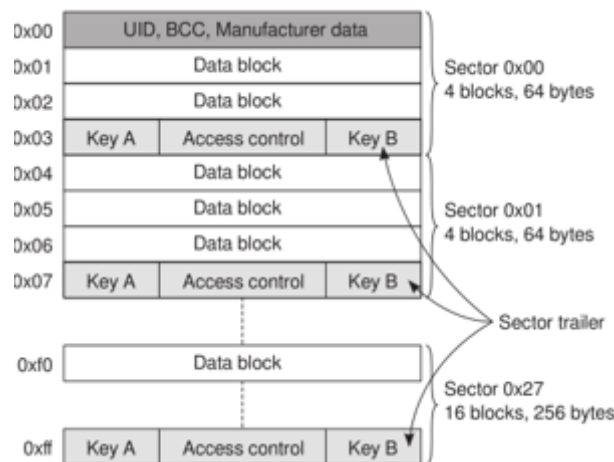 0x00 UID, BCC, Manufacturer data
0x01 Data block
0x02 Data block
0x03 Key A Access control Key B
Sector 0x00
4 blocks, 64 bytes
0x04 Data block
0x05 Data block
0x06 Data block
0x07 Key A Access control Key B
Sector 0x01
4 blocks, 64 bytes
Sector trailer
0xf0 Data block
Sector 0x27
16 blocks, 256 bytes
0xff Key A Access control Key B